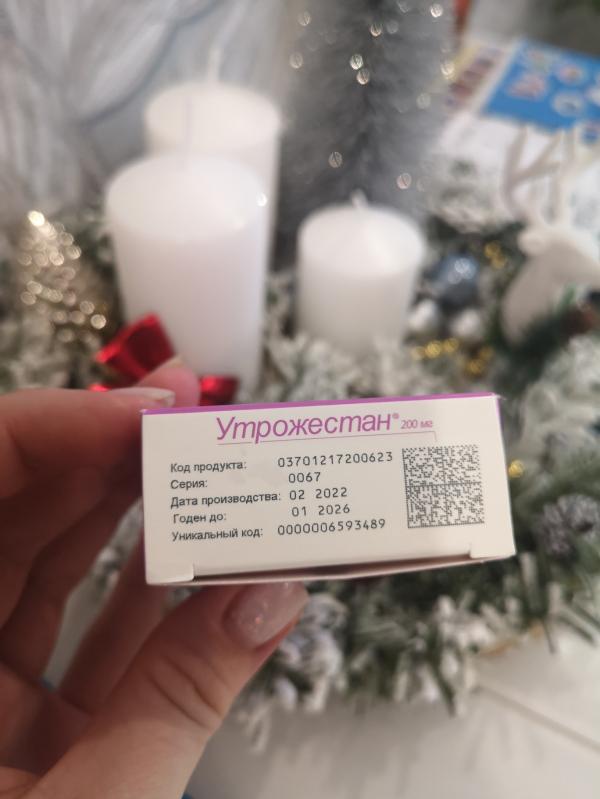 Утрожестан® 200 мг
Код продукта: 03701217200623
Серия: 0067
Дата производства: 02 2022
Годен до: 01 2026
Уникальный код: 0000006593489